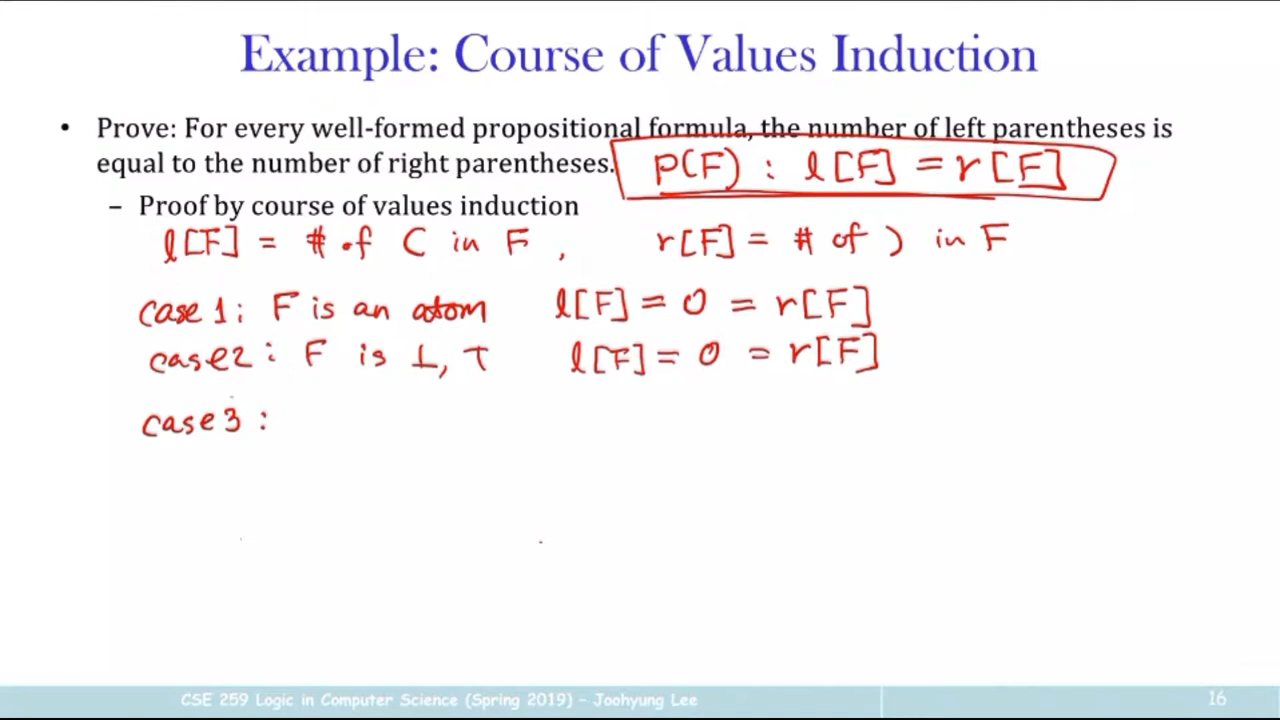 Example: Course of Values Induction
• Prove: For every well-formed propositional formula, the number of left parentheses is
equal to the number of right parentheses. P(F) : l[F] = r[F]
– Proof by course of values induction
l[F] = # of ( in F , r[F] = # of ) in F
case 1 : F is an atom l[F] = 0 = r[F]
case 2 : F is ⊥, ⊤ l[F] = 0 = r[F]
case 3 :
CSE 259 Logic in Computer Science (Spring 2019) – Joohyung Lee 16